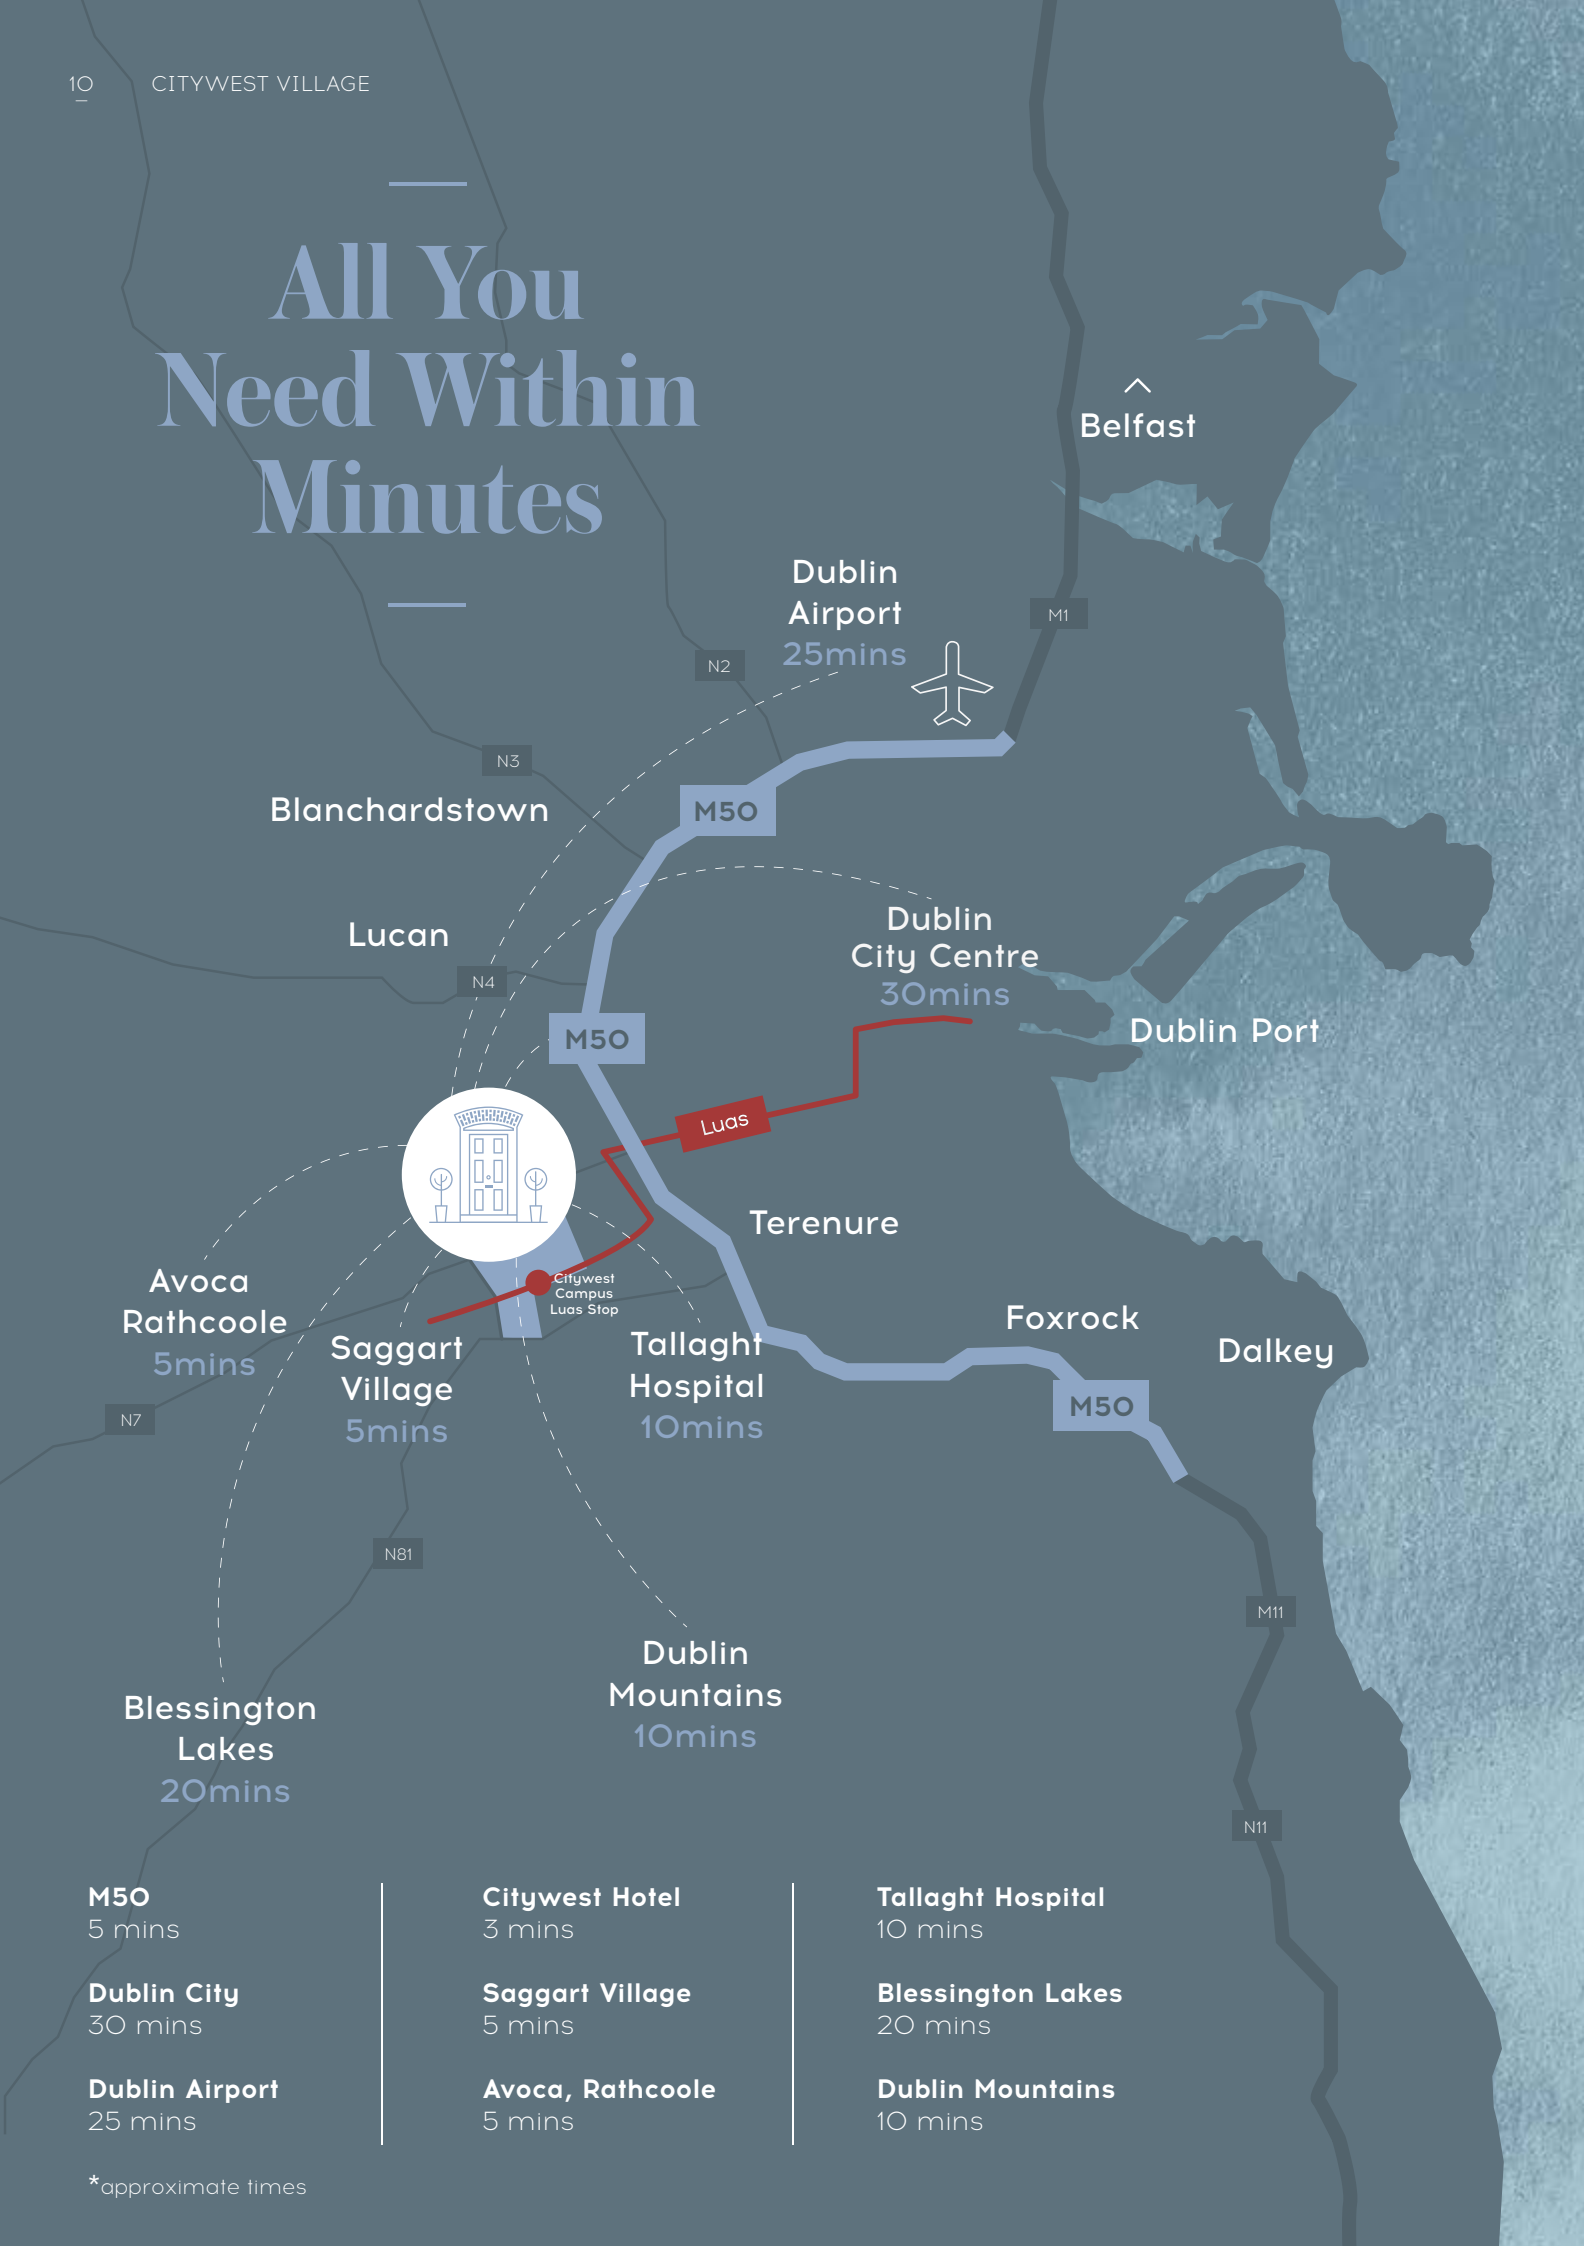 10 CITYWEST VILLAGE
All You
Need Within
Minutes
Belfast
Dublin
Airport
25mins
M1
N2
N3
M50
Blanchardstown
Lucan
Dublin
City Centre
30mins
N4
M50
Dublin Port
Luas
Terenure
Citywest
Campus
Luas Stop
Avoca
Rathcoole
5mins
Saggart
Village
5mins
Tallaght
Hospital
10mins
Foxrock
Dalkey
M50
N7
N81
M11
Dublin
Mountains
10mins
Blessington
Lakes
20mins
N11
M50
5 mins
Dublin City
30 mins
Dublin Airport
25 mins
Citywest Hotel
3 mins
Saggart Village
5 mins
Avoca, Rathcoole
5 mins
Tallaght Hospital
10 mins
Blessington Lakes
20 mins
Dublin Mountains
10 mins
*approximate times